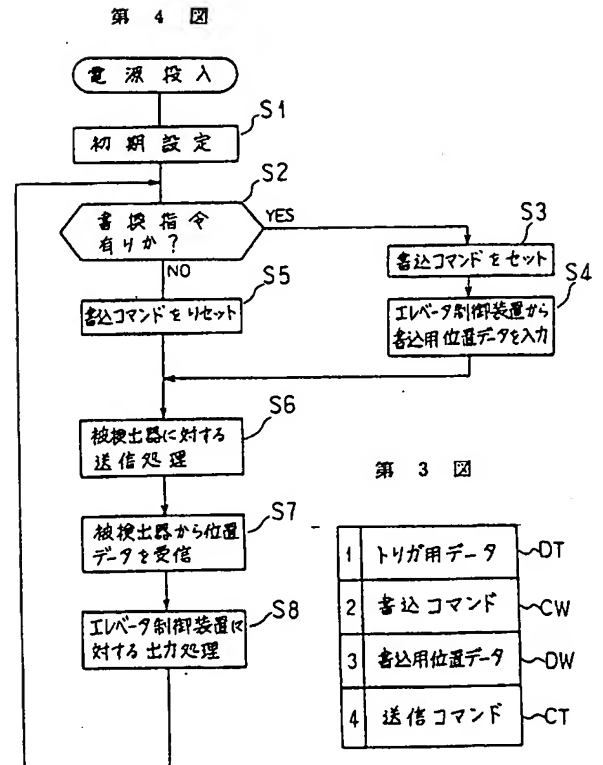 第 4 図
電源投入
S1
初期設定
S2
書換指令
有りか?
YES
NO
S3
書込コマンドをセット
S4
エレベータ制御装置から
書込用位置データを入力
S5
書込コマンドをリセット
S6
被検出器に対する
送信処理
S7
被検出器から位置
データを受信
S8
エレベータ制御装置に
対する出力処理
第 3 図
1 トリガ用データ DT
2 書込コマンド CW
3 書込用位置データ DW
4 送信コマンド CT